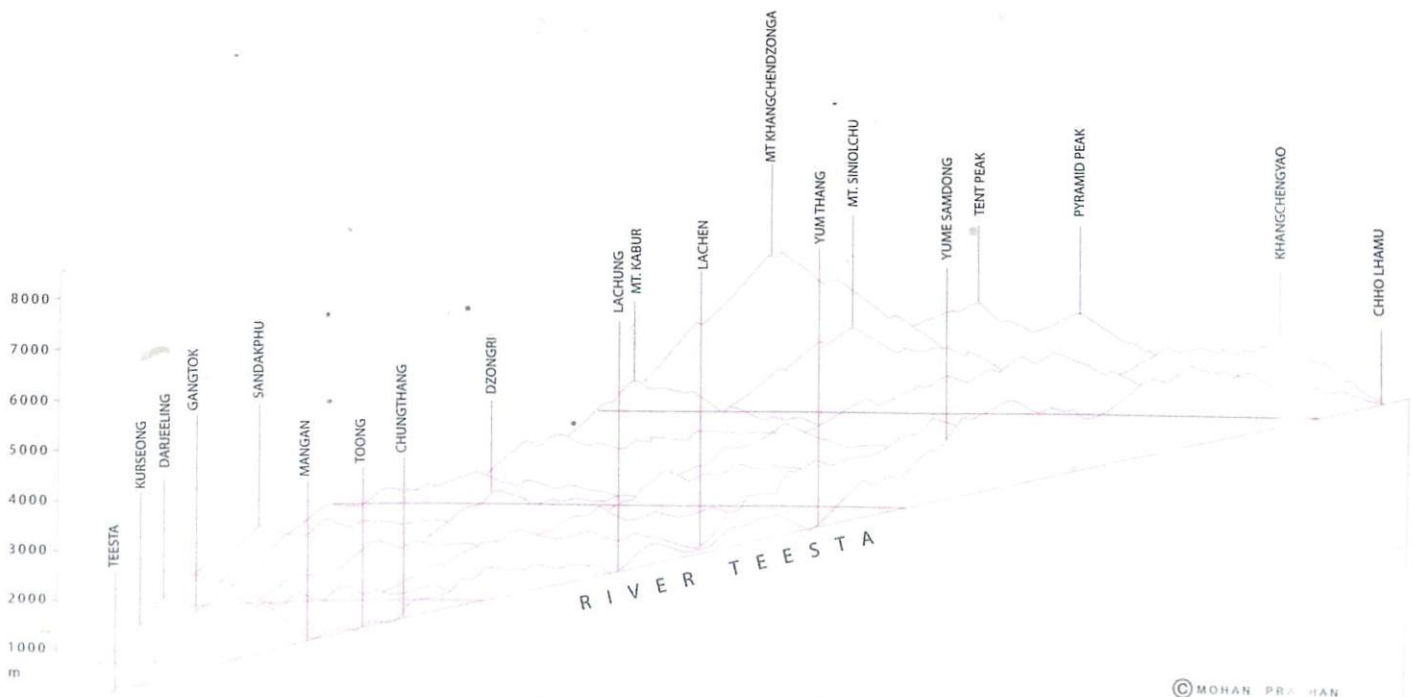 MT KHANGCHENDZONGA
MT. SINIOLCHU
PYRAMID PEAK
TENT PEAK
YUM THANG
YUME SAMDONG
KHANGCHENGYAO
MT. KABUR
LACHEN
LACHUNG
CHHO LHAMU
SANDAKPHU
DZONGRI
GANGTOK
CHUNGTHANG
TOONG
MANGAN
DARJEELING
KURSEONG
TEESTA
8000
7000
6000
5000
4000
3000
2000
1000
m
RIVER TEESTA
© MOHAN